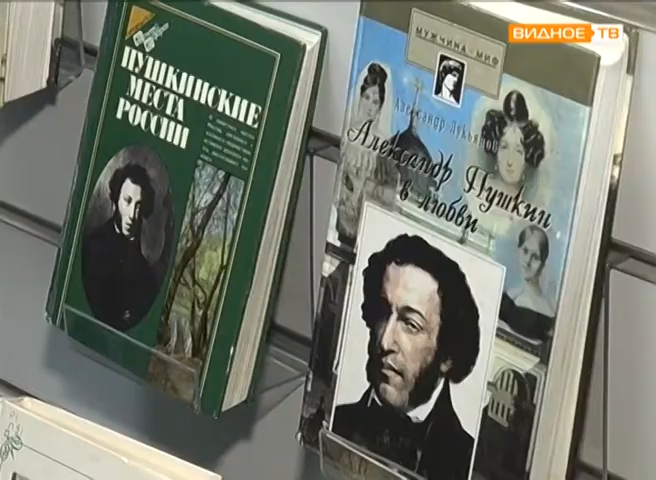 ВИДНОЕ ТВ
ПУШКИНСКИЕ
МЕСТА
РОССИИ
МУЖЧИНА-МИФ
Александр Лукьянов
Александр Пушкин
в любви